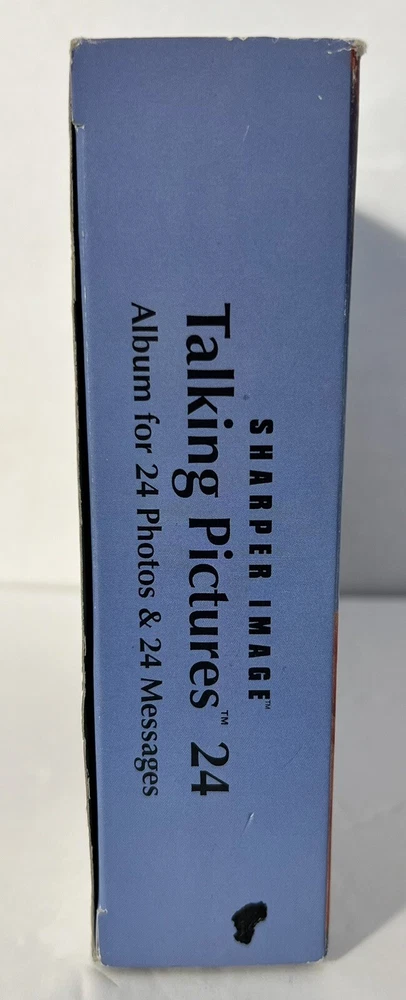 SHARPER IMAGE™
Talking Pictures™ 24
Album for 24 Photos & 24 Messages